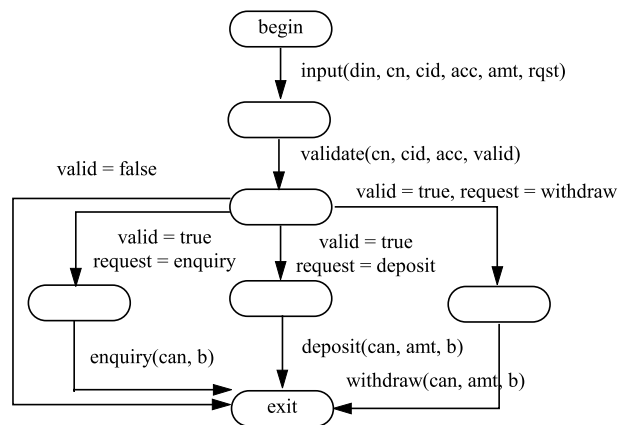 begin
input(din, cn, cid, acc, amt, rqst)
validate(cn, cid, acc, valid)
valid = false
valid = true, request = withdraw
valid = true
request = enquiry
valid = true
request = deposit
enquiry(can, b)
deposit(can, amt, b)
withdraw(can, amt, b)
exit